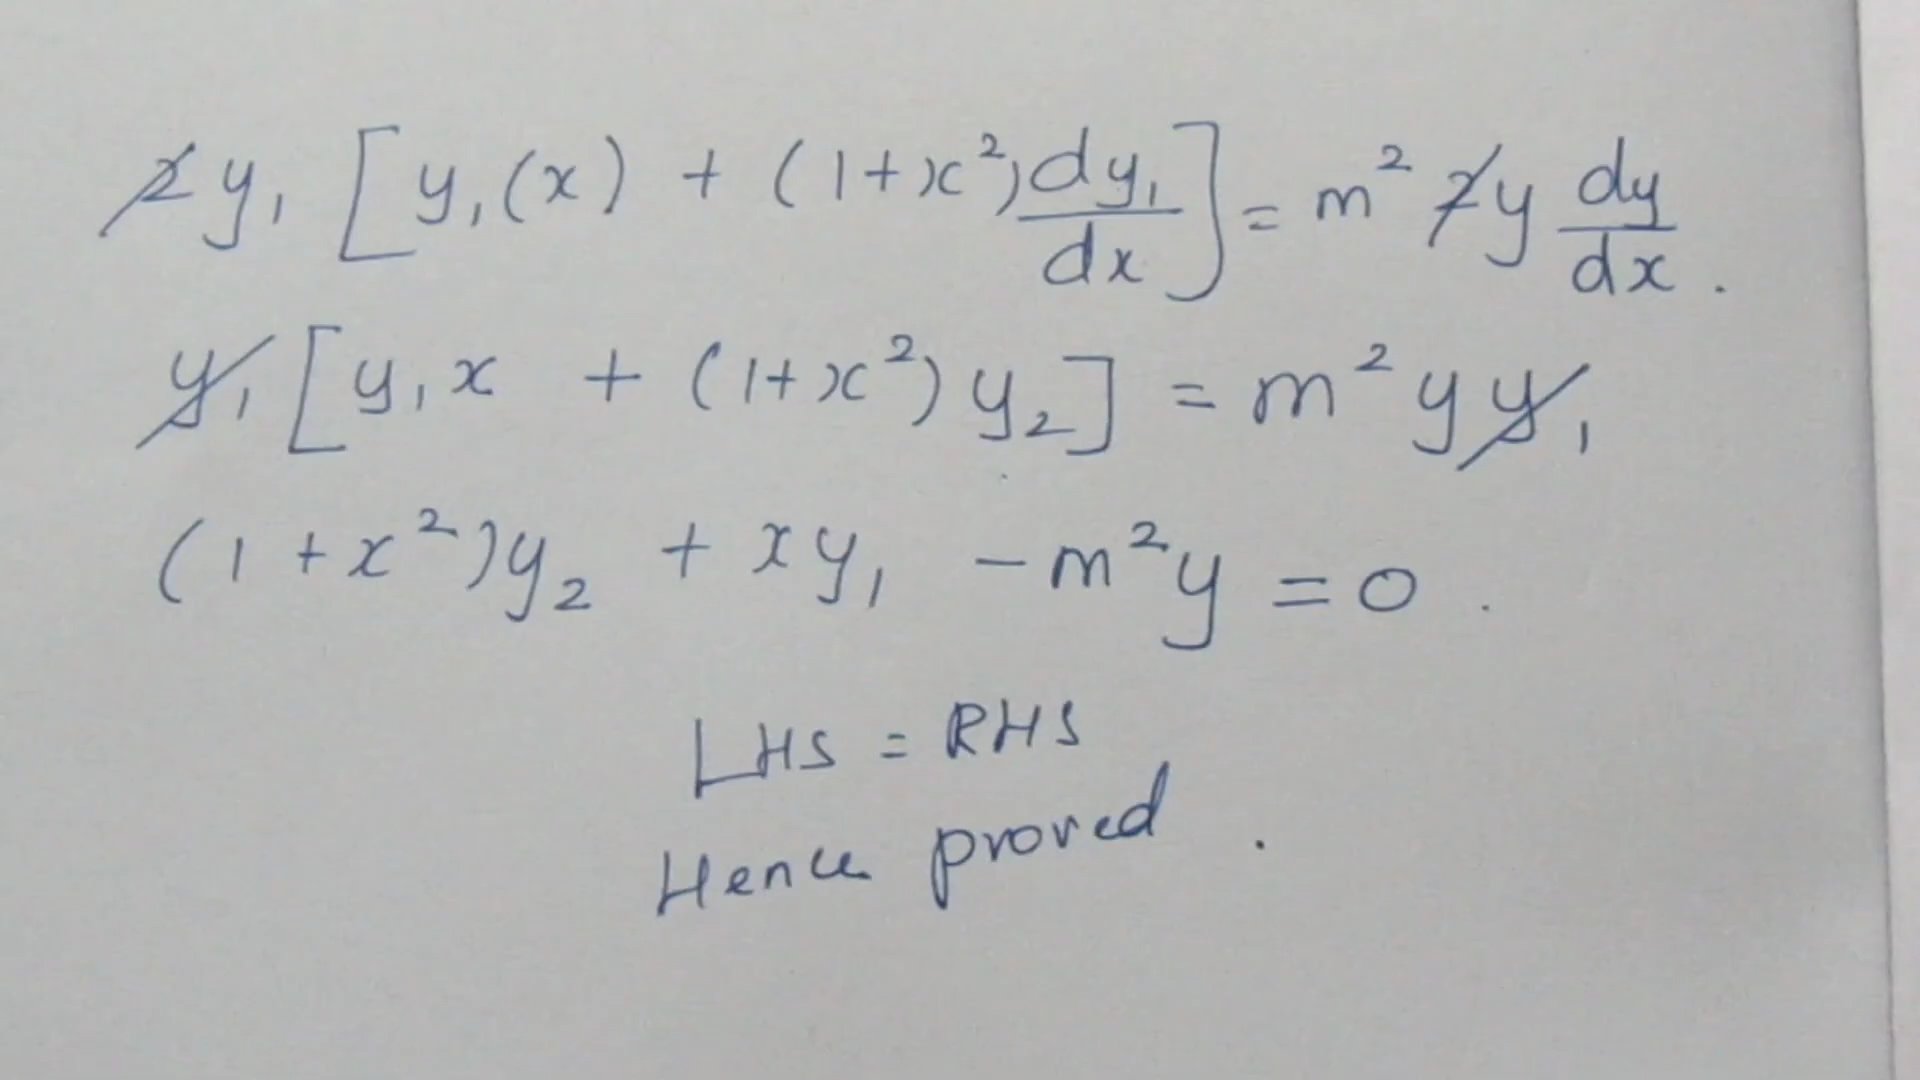 2y₁ [y₁(x) + (1+x²) dy₁/dx] = m² 2y dy/dx.
y₁ [y₁x + (1+x²) y₂] = m² y y₁
(1+x²)y₂ + xy₁ - m²y = 0.
LHS = RHS
Hence proved.